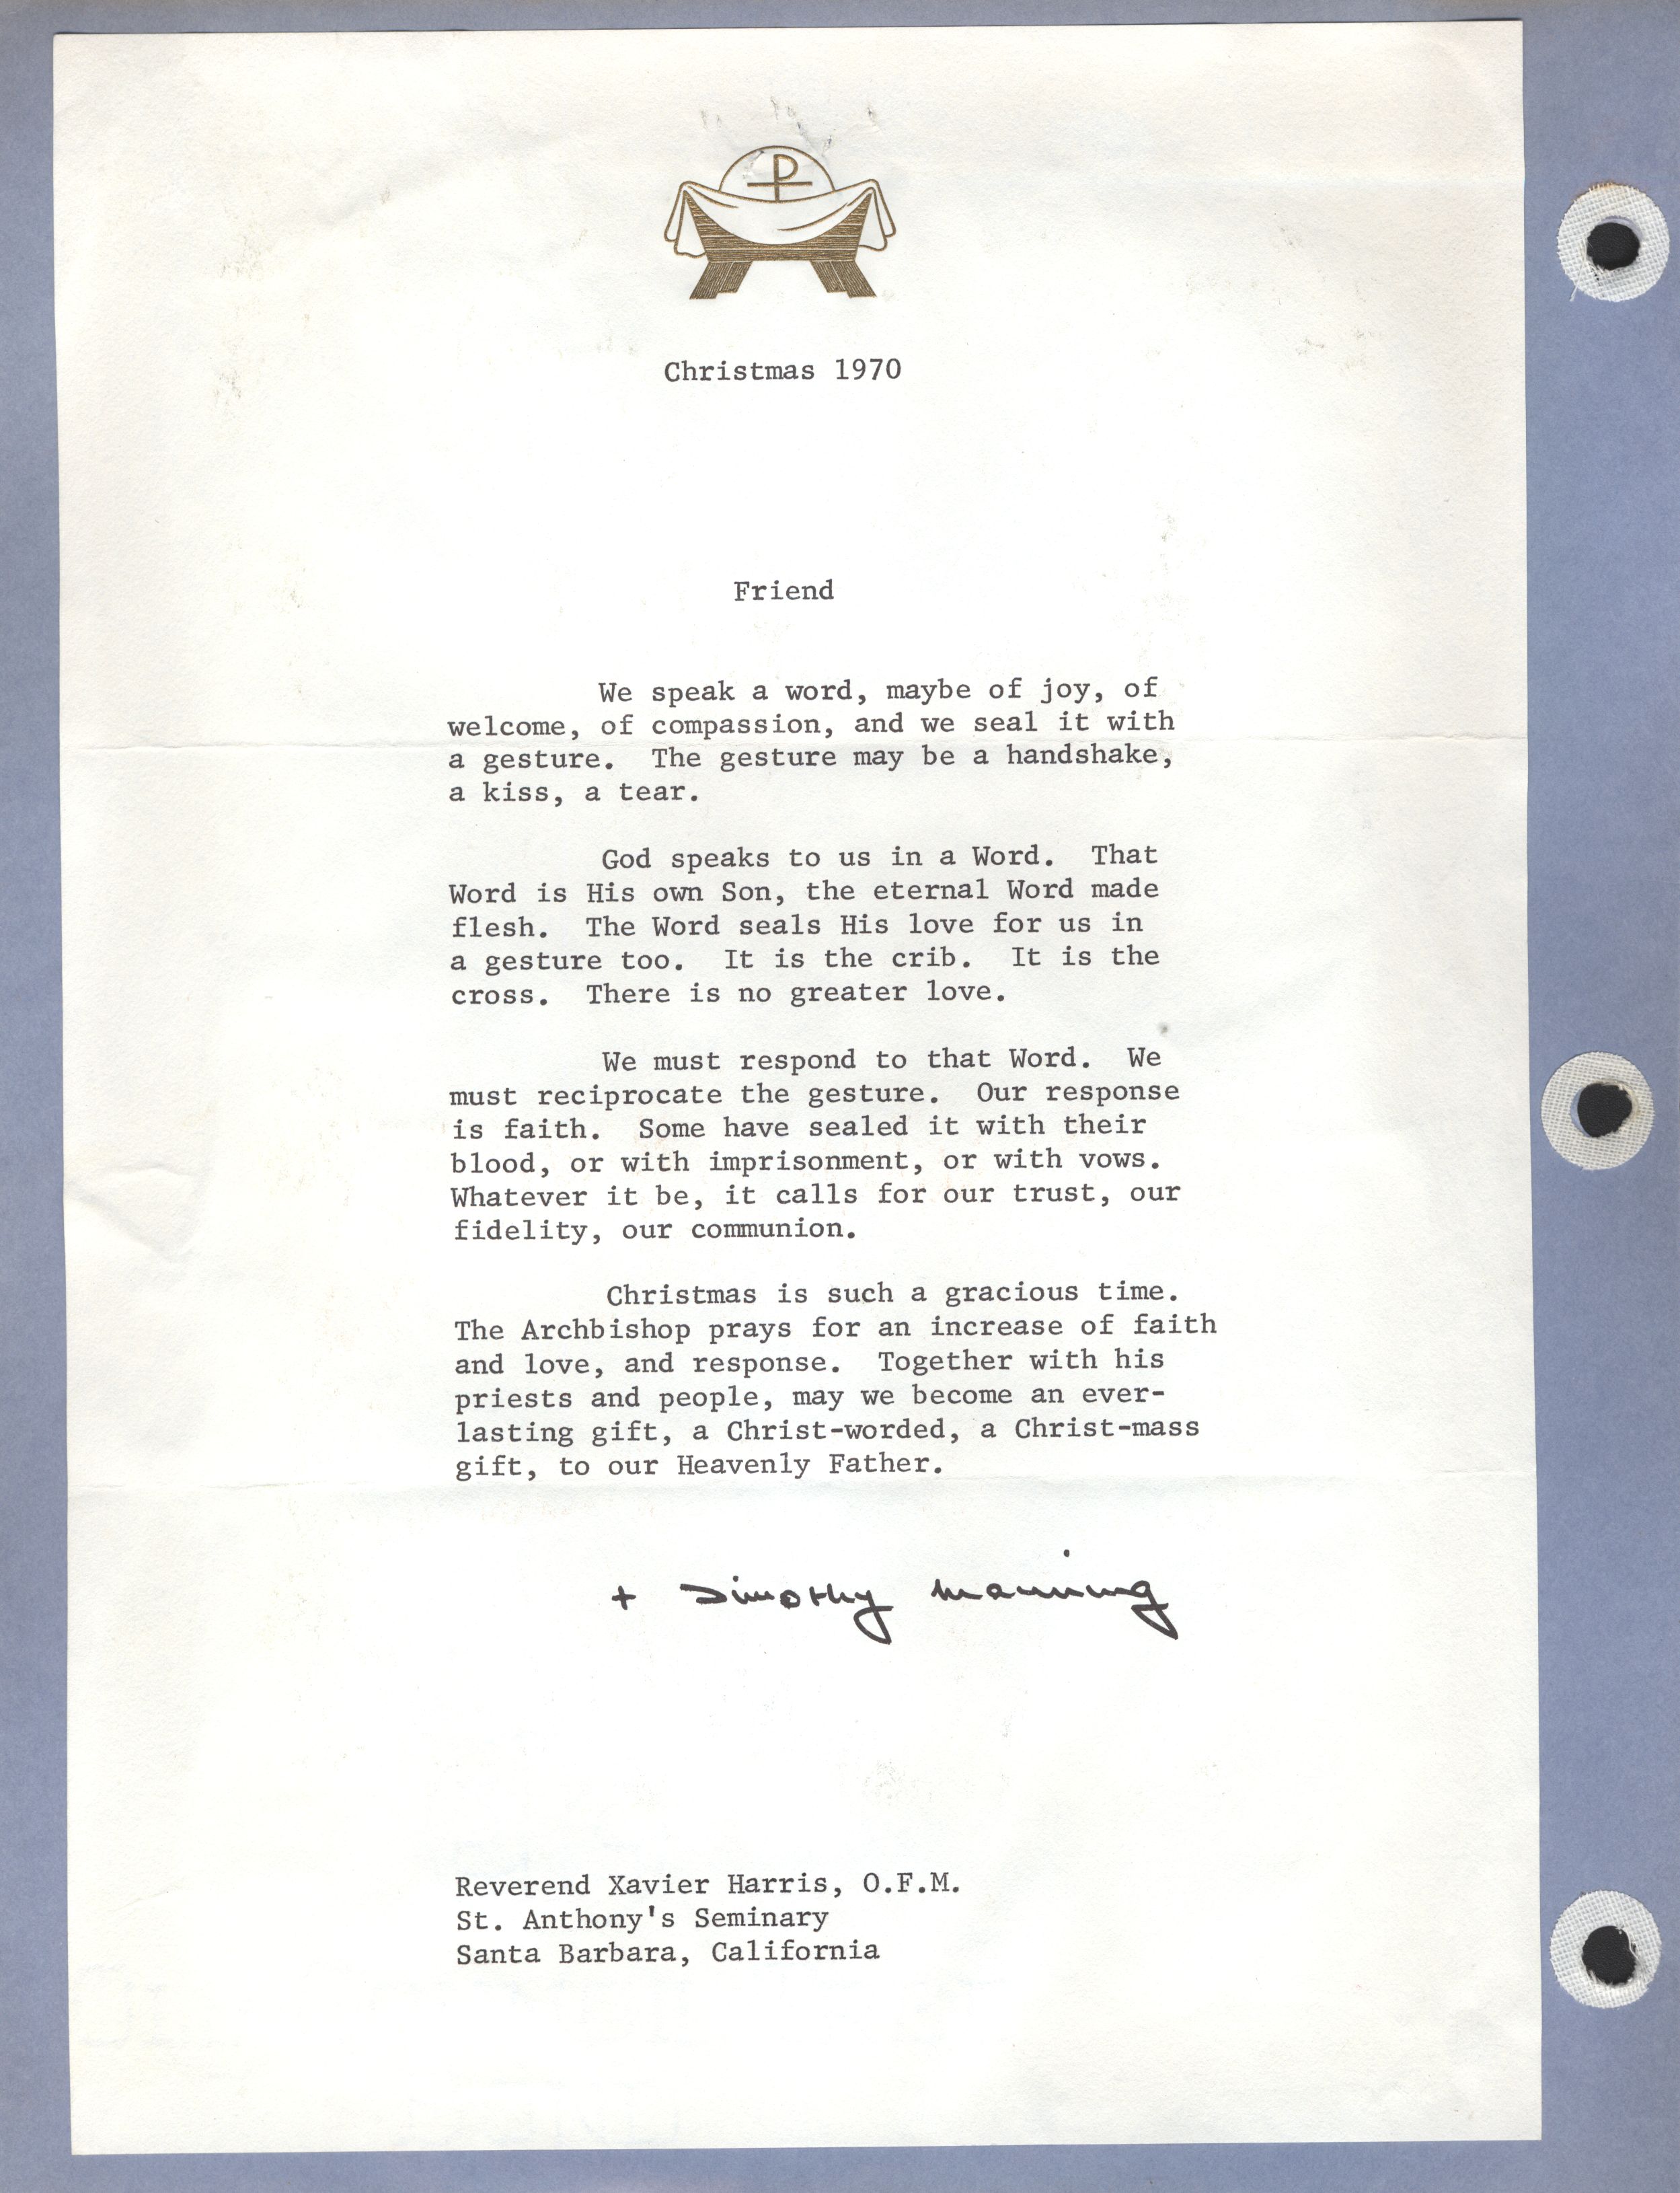 Christmas 1970
Friend
We speak a word, maybe of joy, of
welcome, of compassion, and we seal it with
a gesture. The gesture may be a handshake,
a kiss, a tear.
God speaks to us in a Word. That
Word is His own Son, the eternal Word made
flesh. The Word seals His love for us in
a gesture too. It is the crib. It is the
cross. There is no greater love.
We must respond to that Word. We
must reciprocate the gesture. Our response
is faith. Some have sealed it with their
blood, or with imprisonment, or with vows.
Whatever it be, it calls for our trust, our
fidelity, our communion.
Christmas is such a gracious time.
The Archbishop prays for an increase of faith
and love, and response. Together with his
priests and people, may we become an ever-
lasting gift, a Christ-worded, a Christ-mass
gift, to our Heavenly Father.
+ Timothy Manning
Reverend Xavier Harris, O.F.M.
St. Anthony's Seminary
Santa Barbara, California